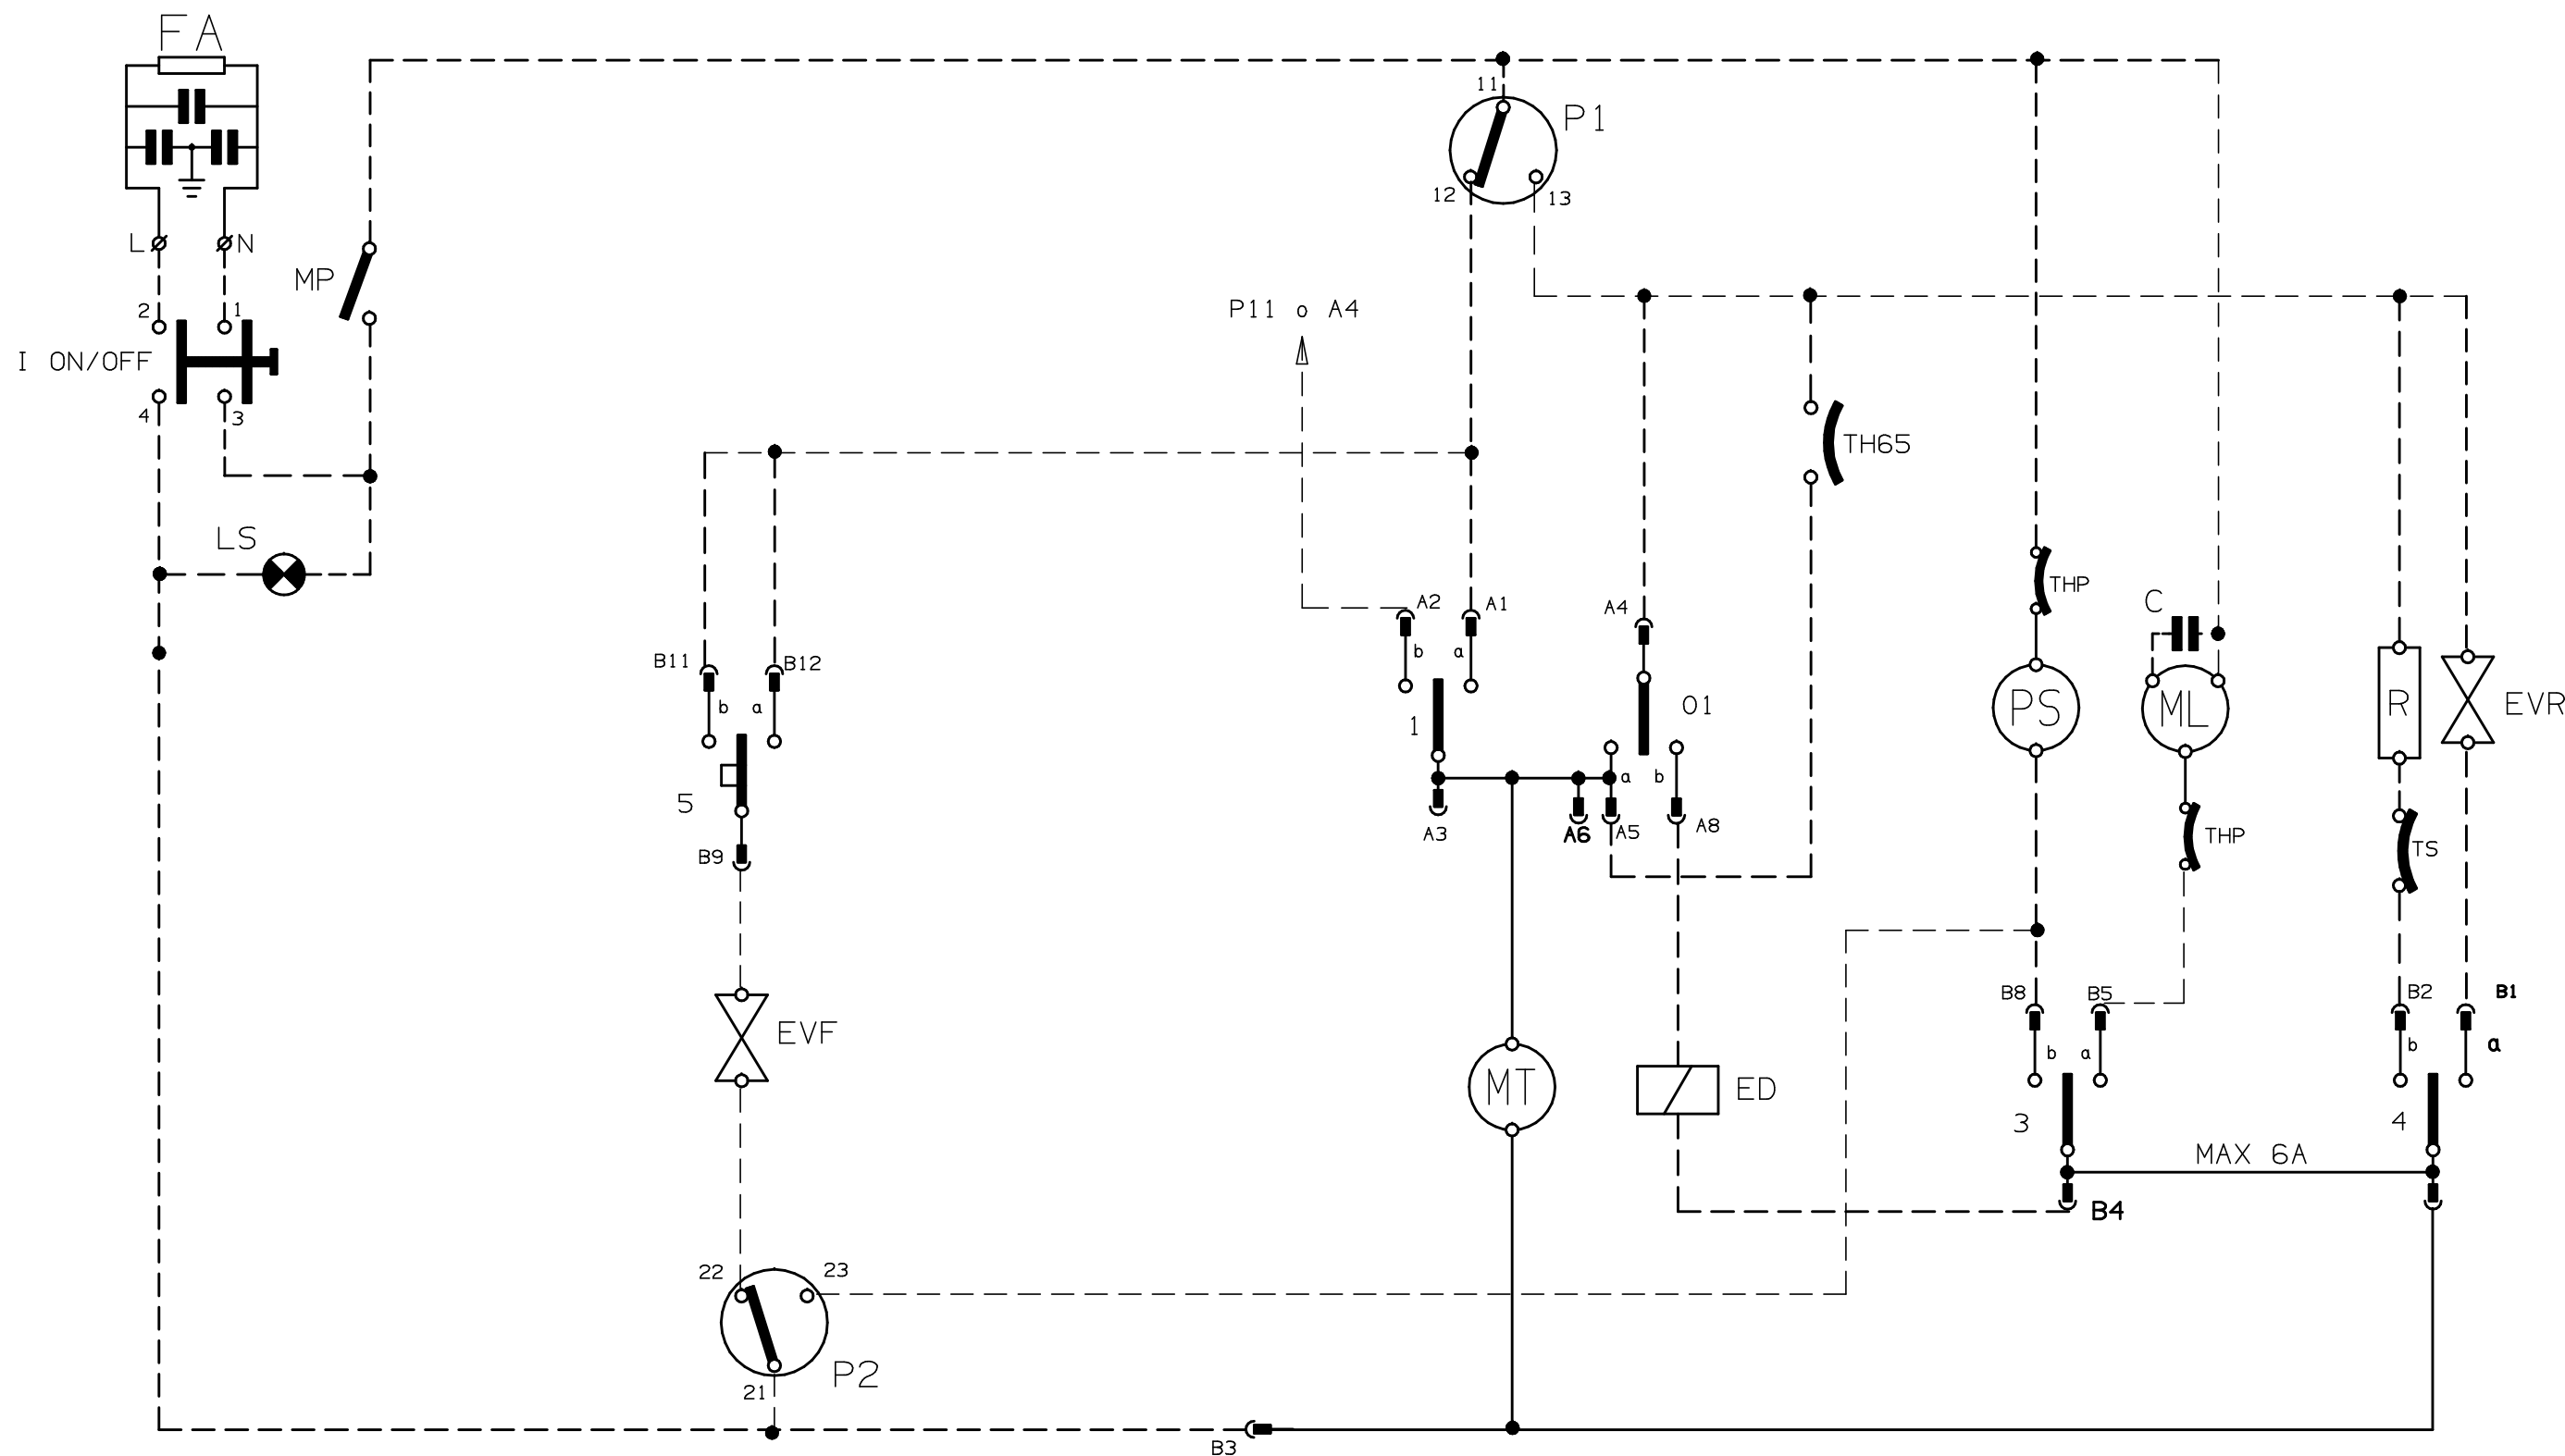 FA
11
P1
12
13
L
N
MP
2
1
P11 o A4
I ON/OFF
4
3
TH65
LS
THP
C
A2
A1
A4
B11
B12
b
a
b
a
O1
PS
ML
R
EVR
1
5
a
b
A3
A6
A5
A8
THP
TS
B9
B8
B5
B2
B1
EVF
b
a
b
a
MT
ED
3
4
MAX 6A
B4
22
23
P2
21
B3